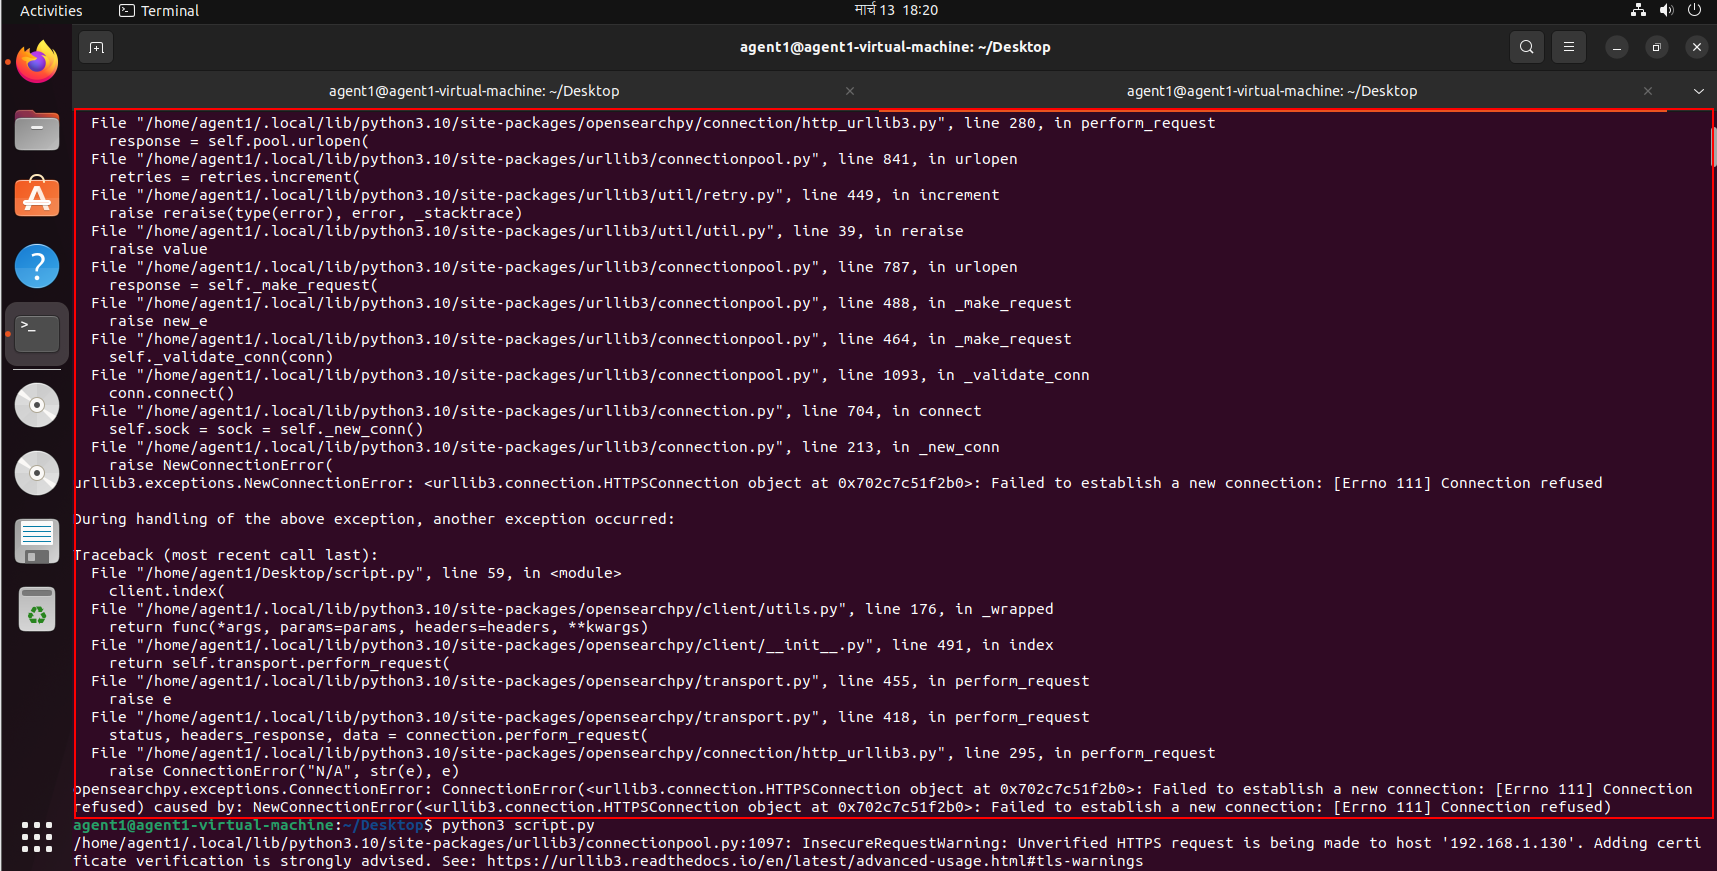 Activities Terminal मार्च 13 18:20
agent1@agent1-virtual-machine: ~/Desktop
agent1@agent1-virtual-machine: ~/Desktop agent1@agent1-virtual-machine: ~/Desktop
  File "/home/agent1/.local/lib/python3.10/site-packages/opensearchpy/connection/http_urllib3.py", line 280, in perform_request
    response = self.pool.urlopen(
  File "/home/agent1/.local/lib/python3.10/site-packages/urllib3/connectionpool.py", line 841, in urlopen
    retries = retries.increment(
  File "/home/agent1/.local/lib/python3.10/site-packages/urllib3/util/retry.py", line 449, in increment
    raise reraise(type(error), error, _stacktrace)
  File "/home/agent1/.local/lib/python3.10/site-packages/urllib3/util/util.py", line 39, in reraise
    raise value
  File "/home/agent1/.local/lib/python3.10/site-packages/urllib3/connectionpool.py", line 787, in urlopen
    response = self._make_request(
  File "/home/agent1/.local/lib/python3.10/site-packages/urllib3/connectionpool.py", line 488, in _make_request
    raise new_e
  File "/home/agent1/.local/lib/python3.10/site-packages/urllib3/connectionpool.py", line 464, in _make_request
    self._validate_conn(conn)
  File "/home/agent1/.local/lib/python3.10/site-packages/urllib3/connectionpool.py", line 1093, in _validate_conn
    conn.connect()
  File "/home/agent1/.local/lib/python3.10/site-packages/urllib3/connection.py", line 704, in connect
    self.sock = sock = self._new_conn()
  File "/home/agent1/.local/lib/python3.10/site-packages/urllib3/connection.py", line 213, in _new_conn
    raise NewConnectionError(
urllib3.exceptions.NewConnectionError: <urllib3.connection.HTTPSConnection object at 0x702c7c51f2b0>: Failed to establish a new connection: [Errno 111] Connection refused
During handling of the above exception, another exception occurred:
Traceback (most recent call last):
  File "/home/agent1/Desktop/script.py", line 59, in <module>
    client.index(
  File "/home/agent1/.local/lib/python3.10/site-packages/opensearchpy/client/utils.py", line 176, in _wrapped
    return func(*args, params=params, headers=headers, **kwargs)
  File "/home/agent1/.local/lib/python3.10/site-packages/opensearchpy/client/__init__.py", line 491, in index
    return self.transport.perform_request(
  File "/home/agent1/.local/lib/python3.10/site-packages/opensearchpy/transport.py", line 455, in perform_request
    raise e
  File "/home/agent1/.local/lib/python3.10/site-packages/opensearchpy/transport.py", line 418, in perform_request
    status, headers_response, data = connection.perform_request(
  File "/home/agent1/.local/lib/python3.10/site-packages/opensearchpy/connection/http_urllib3.py", line 295, in perform_request
    raise ConnectionError("N/A", str(e), e)
opensearchpy.exceptions.ConnectionError: ConnectionError(<urllib3.connection.HTTPSConnection object at 0x702c7c51f2b0>: Failed to establish a new connection: [Errno 111] Connection
refused) caused by: NewConnectionError(<urllib3.connection.HTTPSConnection object at 0x702c7c51f2b0>: Failed to establish a new connection: [Errno 111] Connection refused)
agent1@agent1-virtual-machine:~/Desktop$ python3 script.py
/home/agent1/.local/lib/python3.10/site-packages/urllib3/connectionpool.py:1097: InsecureRequestWarning: Unverified HTTPS request is being made to host '192.168.1.130'. Adding certi
ficate verification is strongly advised. See: https://urllib3.readthedocs.io/en/latest/advanced-usage.html#tls-warnings